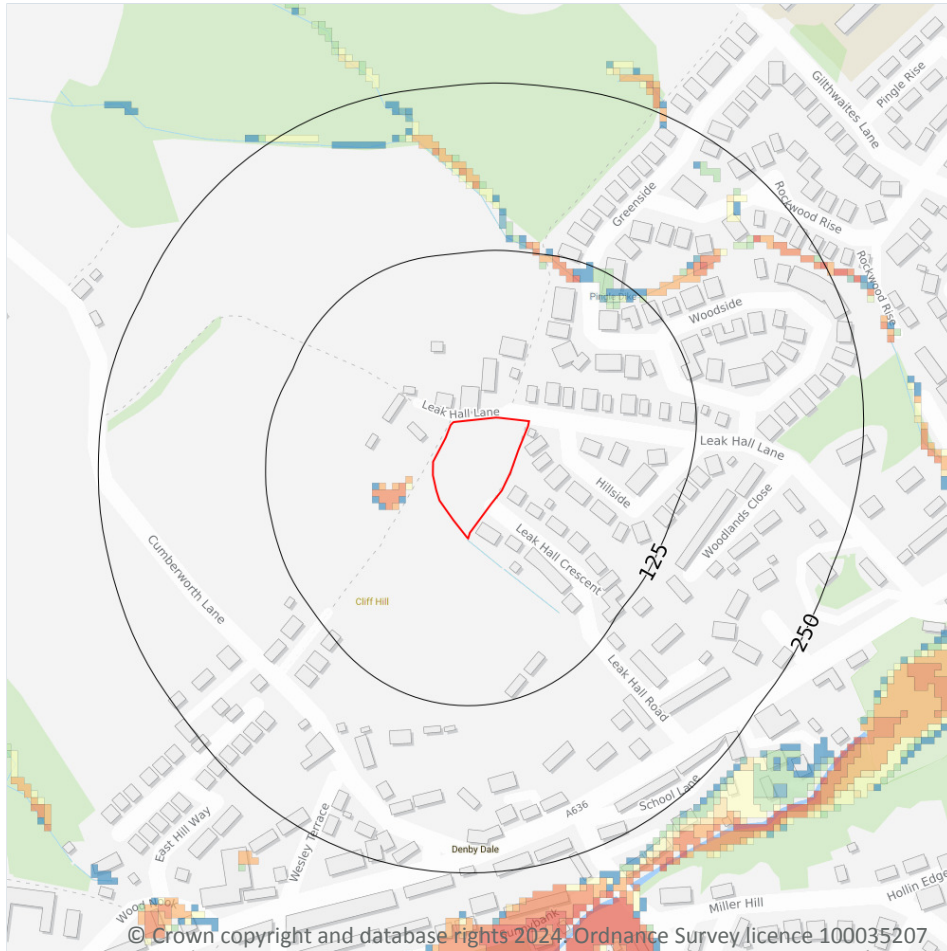 Gilthwaites Lane
Pingle Rise
Rockwood Rise
Greenside
Rockwood Rise
Woodside
Leak Hall Lane
Leak Hall Lane
Hillside
Woodlands Close
Leak Hall Crescent
125
Cumberworth Lane
Cliff Hill
250
Leak Hall Road
School Lane
A636
East Hill Way
Wesley Terrace
Denby Dale
Hollin Edge
Miller Hill
Sunnybank
© Crown copyright and database rights 2024. Ordnance Survey licence 100035207.